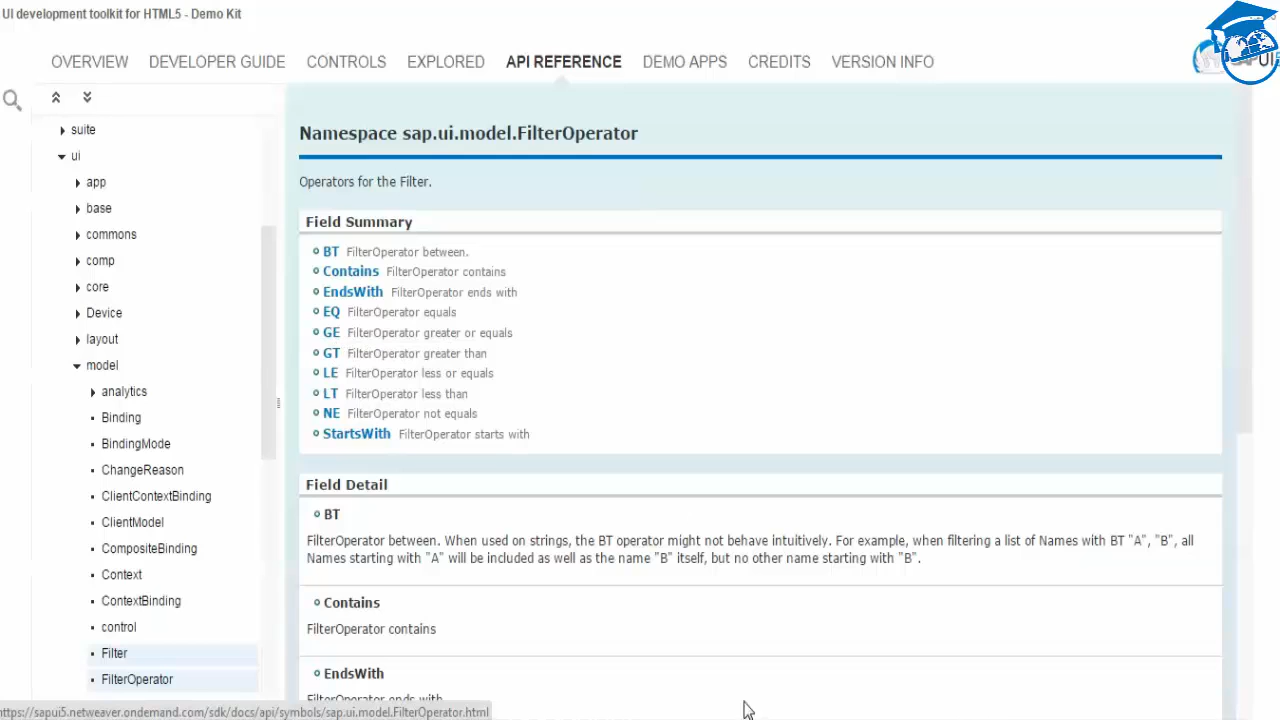 UI development toolkit for HTML5 - Demo Kit
OVERVIEW DEVELOPER GUIDE CONTROLS EXPLORED API REFERENCE DEMO APPS CREDITS VERSION INFO
suite
ui
app
base
commons
comp
core
Device
layout
model
analytics
Binding
BindingMode
ChangeReason
ClientContextBinding
ClientModel
CompositeBinding
Context
ContextBinding
control
Filter
FilterOperator
Namespace sap.ui.model.FilterOperator
Operators for the Filter.
Field Summary
BT FilterOperator between.
Contains FilterOperator contains
EndsWith FilterOperator ends with
EQ FilterOperator equals
GE FilterOperator greater or equals
GT FilterOperator greater than
LE FilterOperator less or equals
LT FilterOperator less than
NE FilterOperator not equals
StartsWith FilterOperator starts with
Field Detail
BT
FilterOperator between. When used on strings, the BT operator might not behave intuitively. For example, when filtering a list of Names with BT "A", "B", all
Names starting with "A" will be included as well as the name "B" itself, but no other name starting with "B".
Contains
FilterOperator contains
EndsWith
FilterOperator ends with
https://sapui5.netweaver.ondemand.com/sdk/docs/api/symbols/sap.ui.model.FilterOperator.html